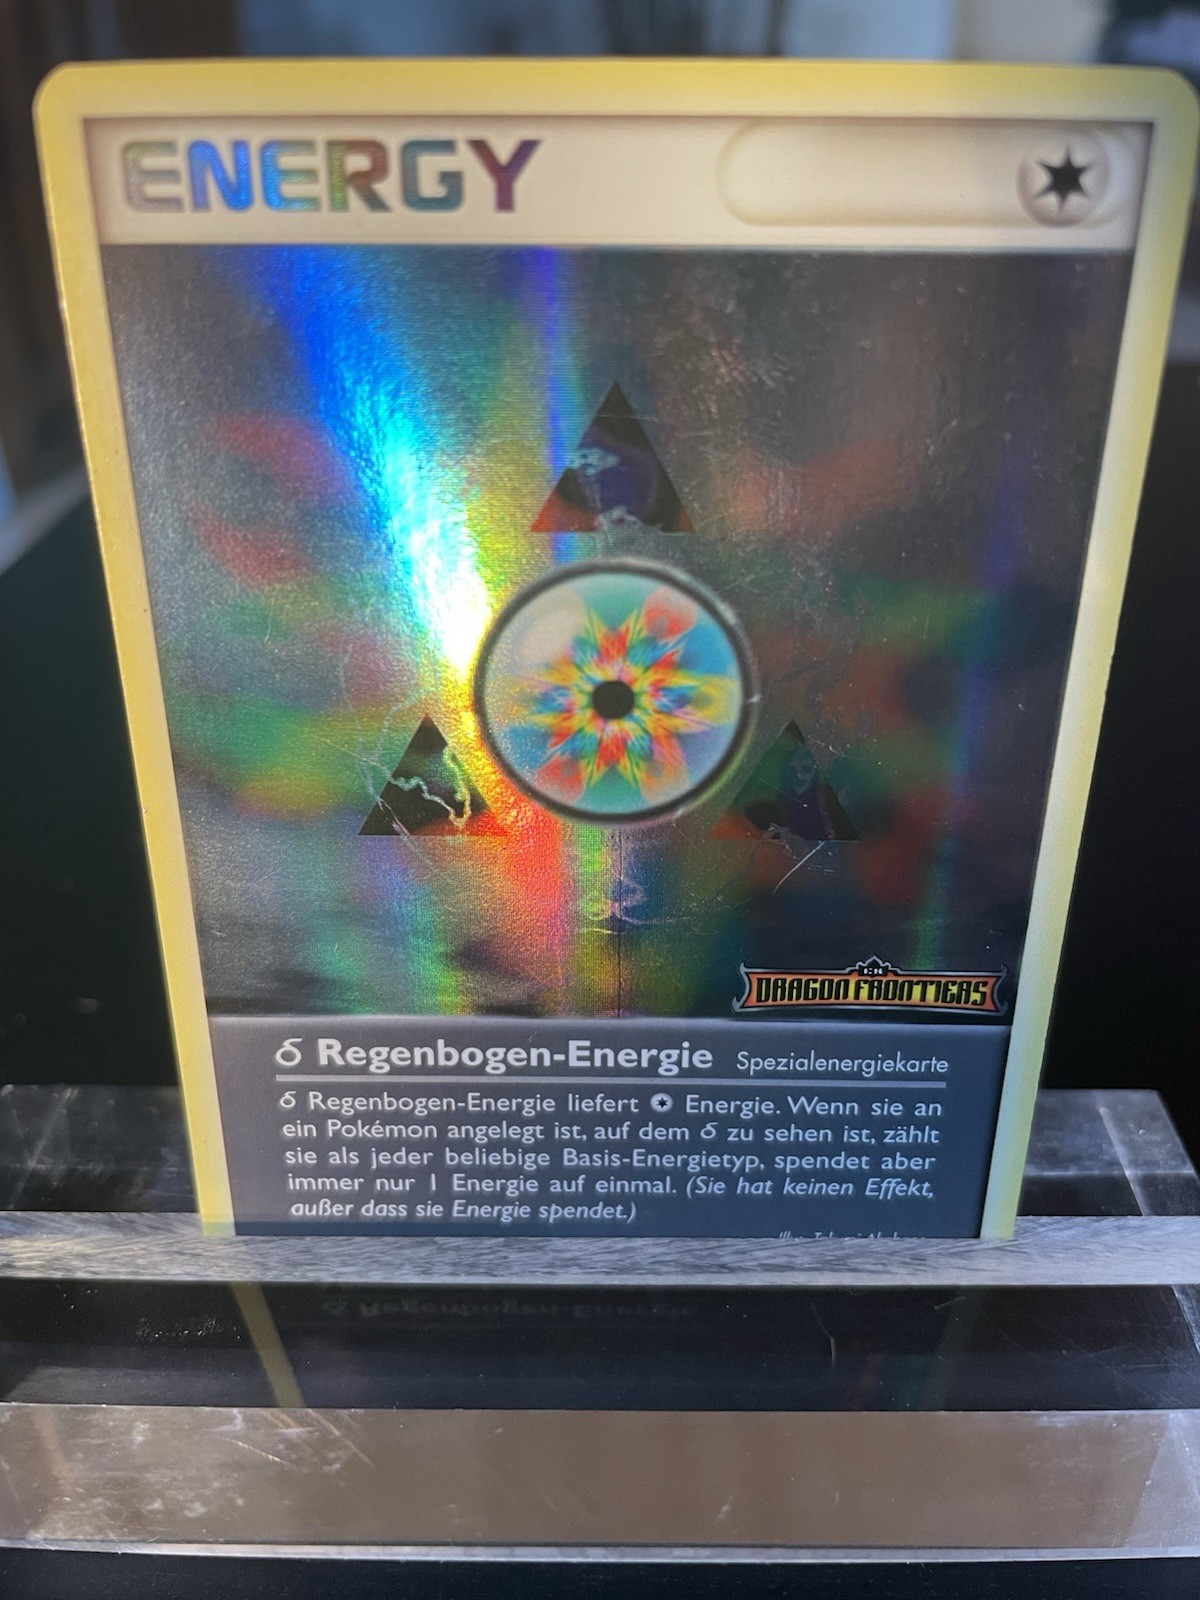 ENERGY
EX
DRAGON FRONTIERS
δ Regenbogen-Energie Spezialenergiekarte
δ Regenbogen-Energie liefert Energie. Wenn sie an
ein Pokémon angelegt ist, auf dem δ zu sehen ist, zählt
sie als jeder beliebige Basis-Energietyp, spendet aber
immer nur 1 Energie auf einmal. (Sie hat keinen Effekt,
außer dass sie Energie spendet.)